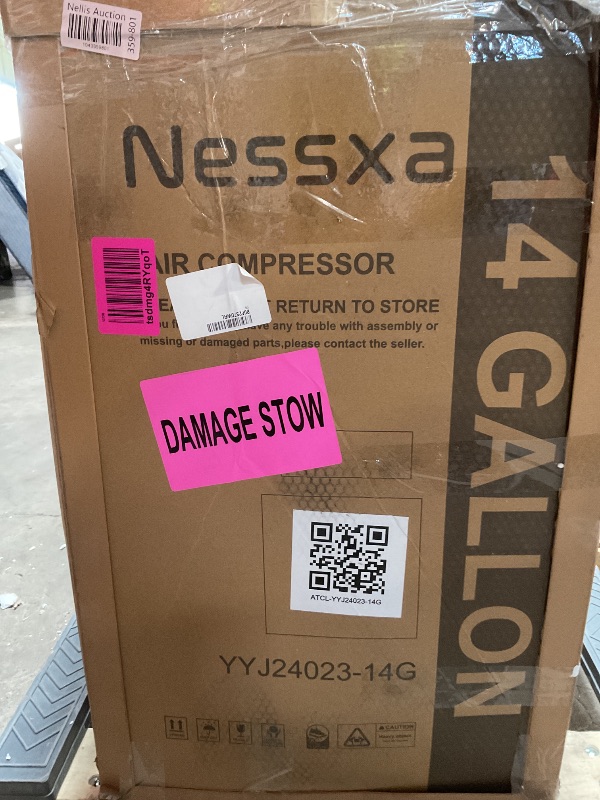 Nellis Auction
359-801
Nessxa
14 GALLON
AIR COMPRESSOR
tsdmg4RYqoT
RETURN TO STORE
any trouble with assembly or
missing or damaged parts,please contact the seller.
DAMAGE STOW
ATCL-YYJ24023-14G
YYJ24023-14G
CAUTION